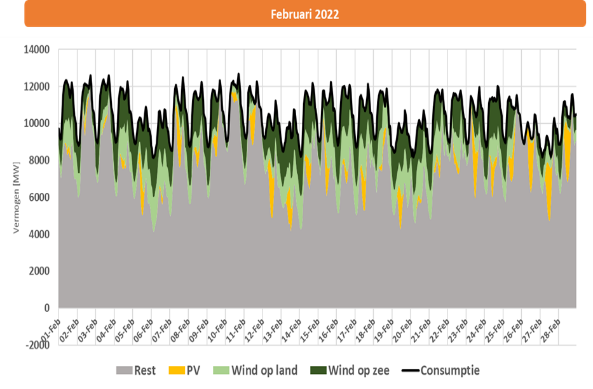 Februari 2022
Vermogen [MW]
14000
12000
10000
8000
6000
4000
2000
0
-2000
01-Feb
02-Feb
03-Feb
04-Feb
05-Feb
06-Feb
07-Feb
08-Feb
09-Feb
10-Feb
11-Feb
12-Feb
13-Feb
14-Feb
15-Feb
16-Feb
17-Feb
18-Feb
19-Feb
20-Feb
21-Feb
22-Feb
23-Feb
24-Feb
25-Feb
26-Feb
27-Feb
28-Feb
Rest PV Wind op land Wind op zee Consumptie